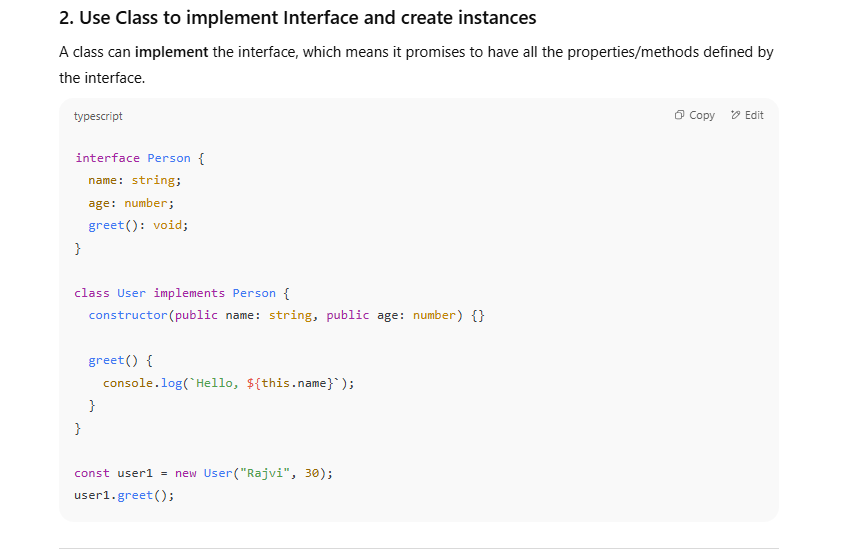 2. Use Class to implement Interface and create instances
A class can implement the interface, which means it promises to have all the properties/methods defined by
the interface.
typescript
Copy
Edit
interface Person {
  name: string;
  age: number;
  greet(): void;
}

class User implements Person {
  constructor(public name: string, public age: number) {}

  greet() {
    console.log(`Hello, ${this.name}`);
  }
}

const user1 = new User("Rajvi", 30);
user1.greet();